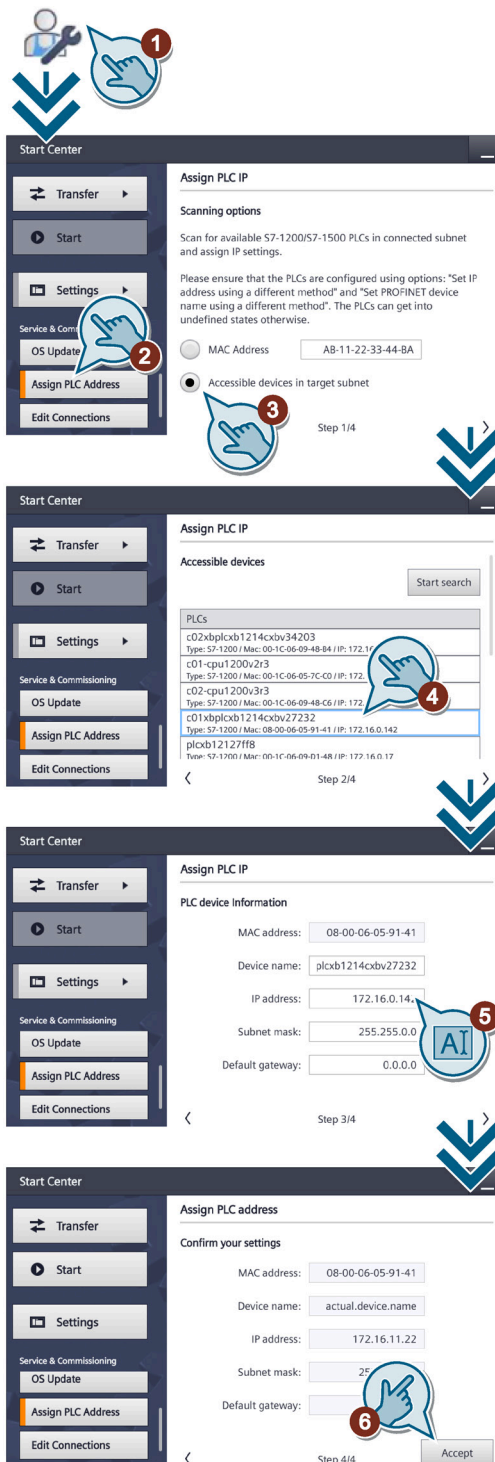 1
Start Center
Transfer
Start
Settings
Service & Comm
OS Update
Assign PLC Address
Edit Connections
2
Assign PLC IP
Scanning options
Scan for available S7-1200/S7-1500 PLCs in connected subnet
and assign IP settings.
Please ensure that the PLCs are configured using options: "Set IP
address using a different method" and "Set PROFINET device
name using a different method". The PLCs can get into
undefined states otherwise.
MAC Address AB-11-22-33-44-BA
Accessible devices in target subnet
3
Step 1/4
Start Center
Transfer
Start
Settings
Service & Commissioning
OS Update
Assign PLC Address
Edit Connections
Assign PLC IP
Accessible devices
Start search
PLCs
c02xbplcxb1214cxbv34203
Type: S7-1200 / Mac: 00-1C-06-09-48-B4 / IP: 172.16
c01-cpu1200v2r3
Type: S7-1200 / Mac: 00-1C-06-05-7C-C0 / IP: 172.
c02-cpu1200v3r3
Type: S7-1200 / Mac: 00-1C-06-09-48-C6 / IP: 172.
c01xbplcxb1214cxbv27232
Type: S7-1200 / Mac: 08-00-06-05-91-41 / IP: 172.16.0.142
plcxb12127ff8
Type: S7-1200 / Mac: 00-1C-06-09-D1-48 / IP: 172.16.0.17
4
Step 2/4
Start Center
Transfer
Start
Settings
Service & Commissioning
OS Update
Assign PLC Address
Edit Connections
Assign PLC IP
PLC device Information
MAC address: 08-00-06-05-91-41
Device name: plcxb1214cxbv27232
IP address: 172.16.0.14
Subnet mask: 255.255.0.0
Default gateway: 0.0.0.0
5
A
Step 3/4
Start Center
Transfer
Start
Settings
Service & Commissioning
OS Update
Assign PLC Address
Edit Connections
Assign PLC address
Confirm your settings
MAC address: 08-00-06-05-91-41
Device name: actual.device.name
IP address: 172.16.11.22
Subnet mask: 25
Default gateway:
6
Step 4/4
Accept